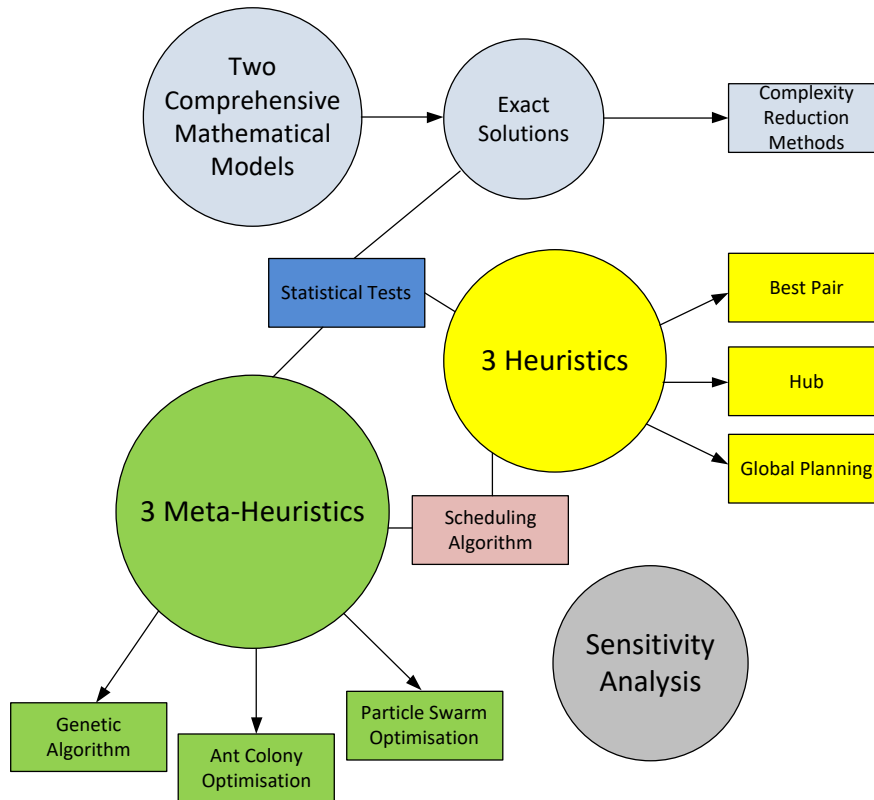 Two
Comprehensive
Mathematical
Models
Exact
Solutions
Complexity
Reduction
Methods
Statistical Tests
3 Heuristics
Best Pair
Hub
Global Planning
3 Meta-Heuristics
Scheduling
Algorithm
Sensitivity
Analysis
Genetic
Algorithm
Ant Colony
Optimisation
Particle Swarm
Optimisation